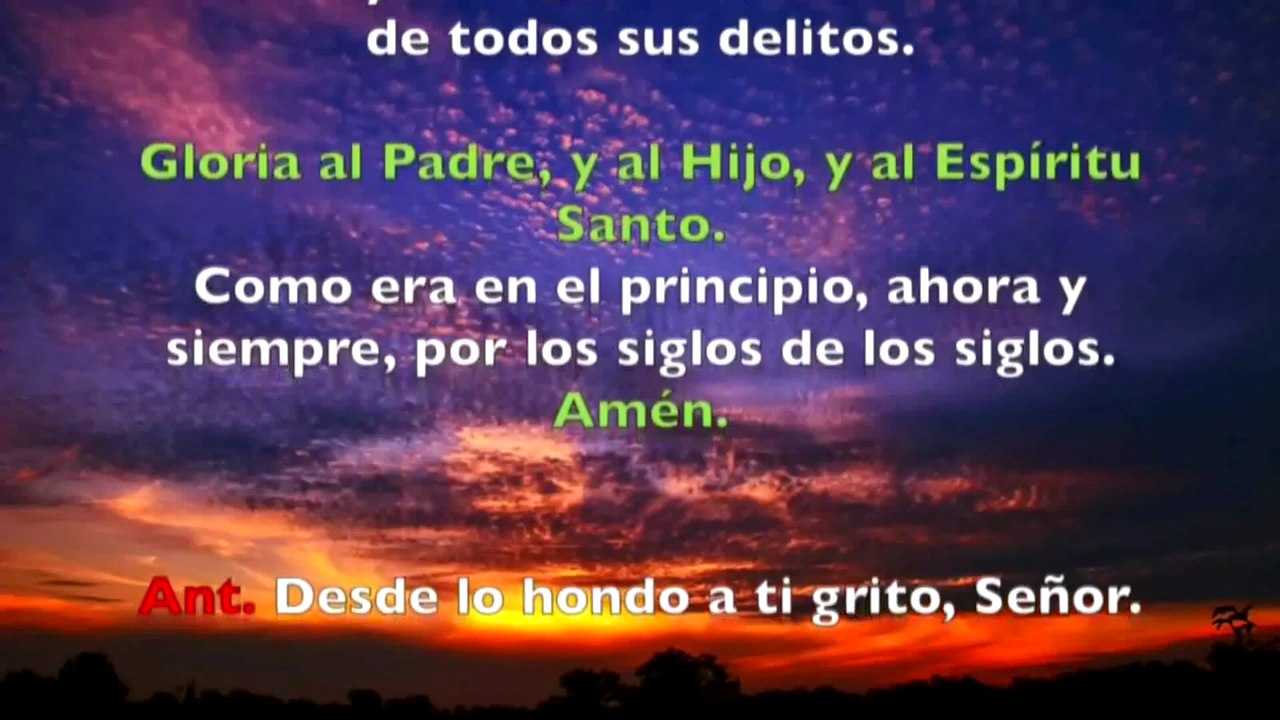 de todos sus delitos.
Gloria al Padre, y al Hijo, y al Espíritu
Santo.
Como era en el principio, ahora y
siempre, por los siglos de los siglos.
Amén.
Ant. Desde lo hondo a ti grito, Señor.